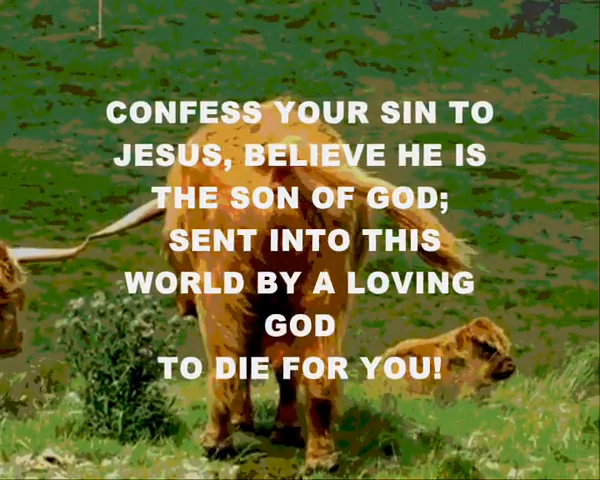 CONFESS YOUR SIN TO
JESUS, BELIEVE HE IS
THE SON OF GOD;
SENT INTO THIS
WORLD BY A LOVING
GOD
TO DIE FOR YOU!